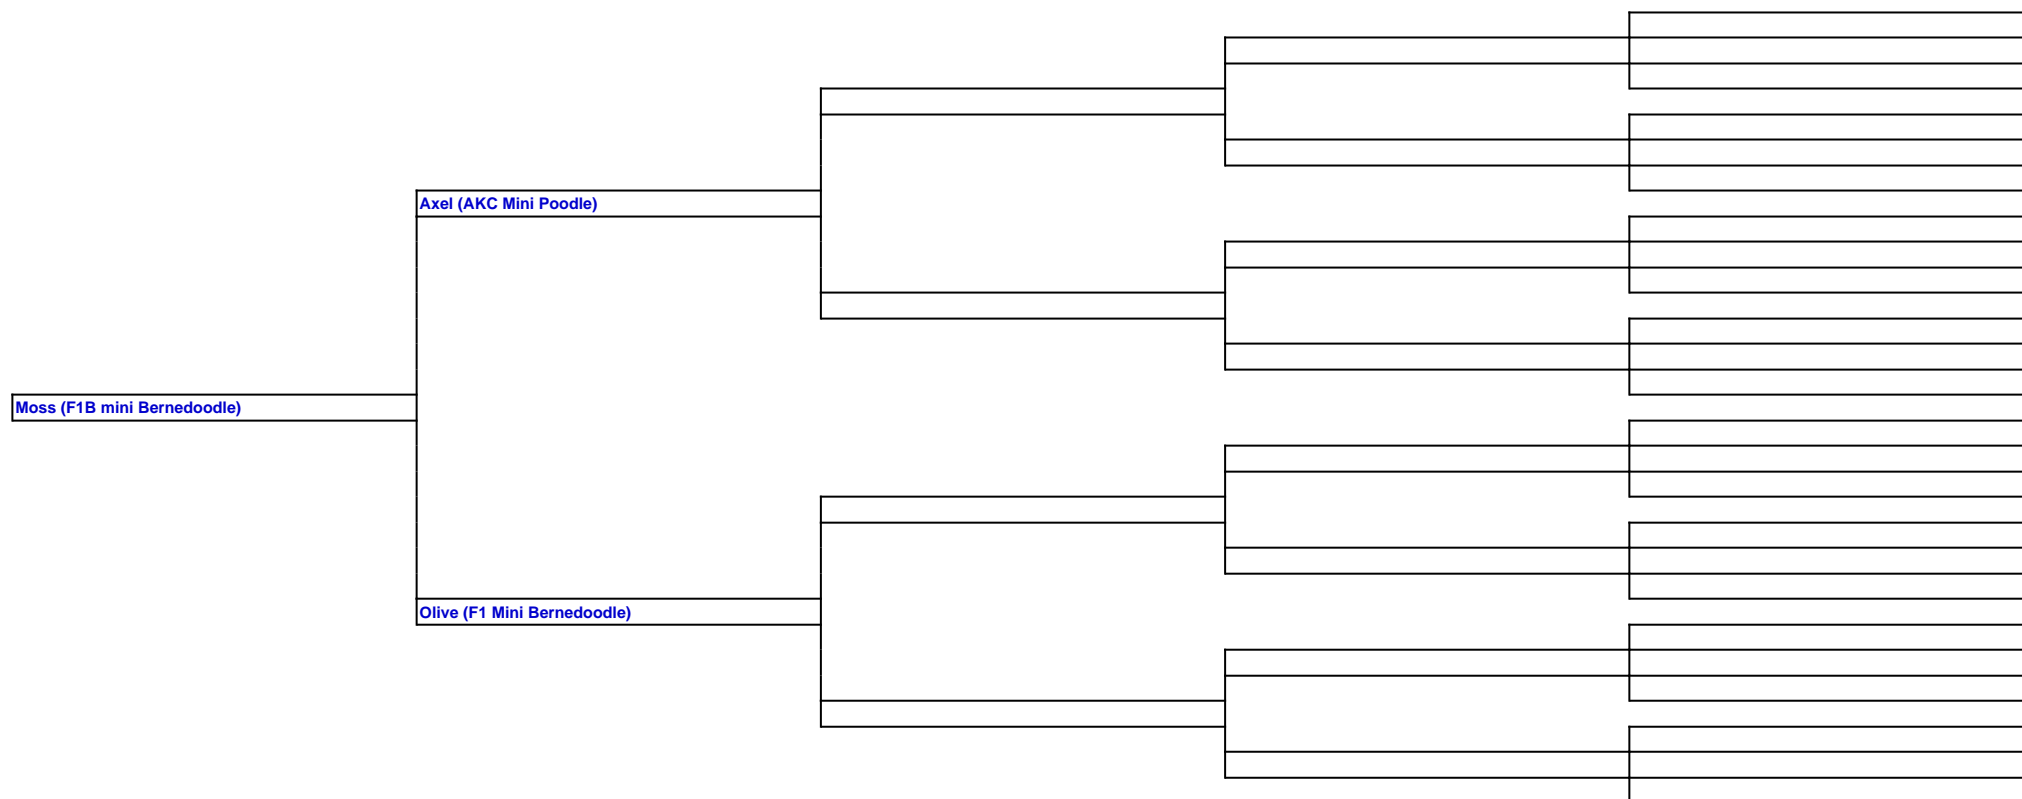 Axel (AKC Mini Poodle)
Moss (F1B mini Bernedoodle)
Olive (F1 Mini Bernedoodle)